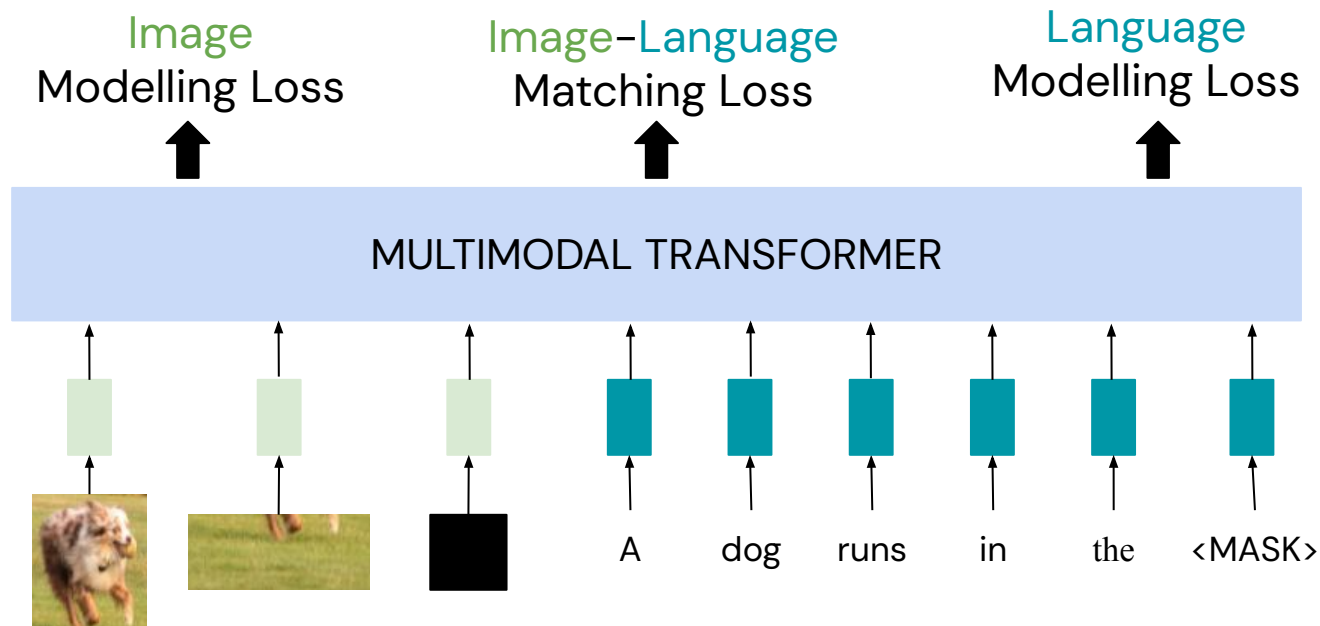 Image
Modelling Loss
Image-Language
Matching Loss
Language
Modelling Loss
MULTIMODAL TRANSFORMER
A dog runs in the <MASK>